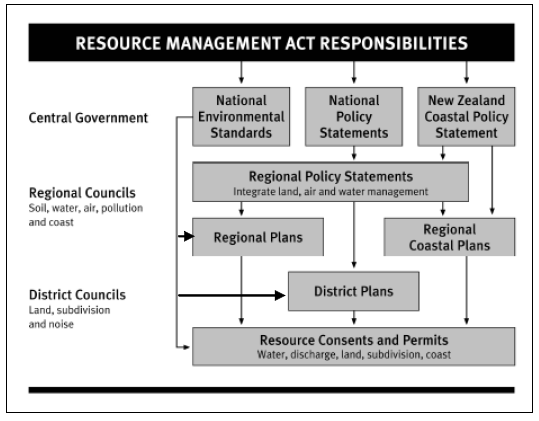 RESOURCE MANAGEMENT ACT RESPONSIBILITIES
Central Government
National
Environmental
Standards
National
Policy
Statements
New Zealand
Coastal Policy
Statement
Regional Policy Statements
Integrate land, air and water management
Regional Councils
Soil, water, air, pollution
and coast
Regional Plans
Regional
Coastal Plans
District Councils
Land, subdivision
and noise
District Plans
Resource Consents and Permits
Water, discharge, land, subdivision, coast